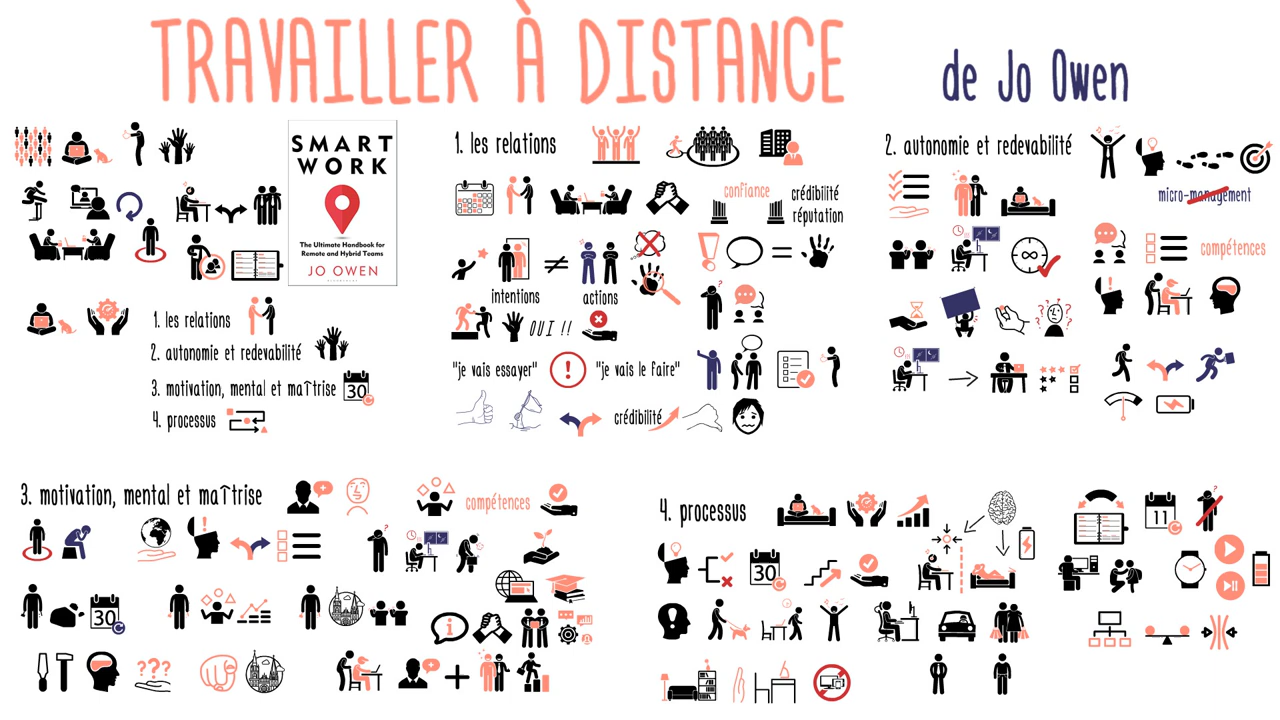 TRAVAILLER À DISTANCE
de Jo Owen
SMART
WORK
The Ultimate Handbook for
Remote and Hybrid Teams
JO OWEN
1. les relations
2. autonomie et redevabilité
3. motivation, mental et maîtrise
30
4. processus
1. les relations
confiance
crédibilité
réputation
intentions
actions
OUI !!
"je vais essayer"
"je vais le faire"
crédibilité
2. autonomie et redevabilité
micro-management
compétences
3. motivation, mental et maîtrise
compétences
30
???
4. processus
30
11